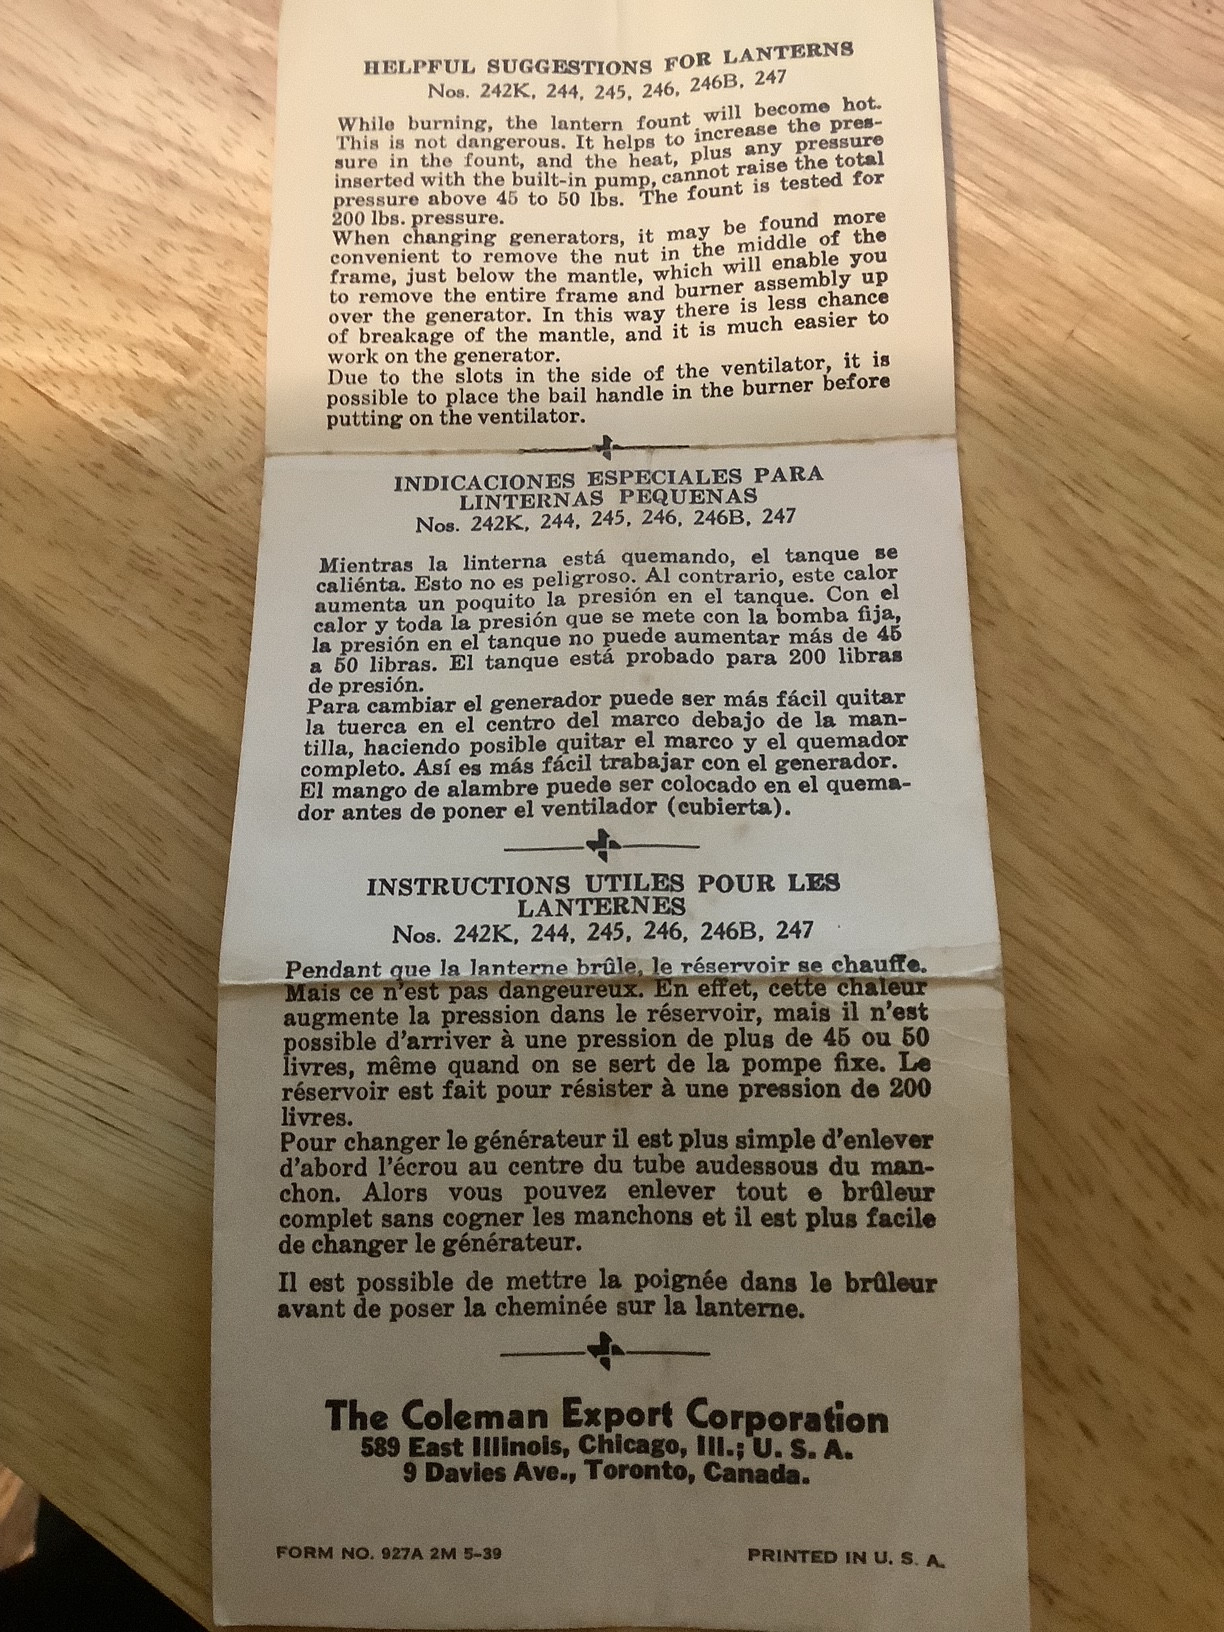 HELPFUL SUGGESTIONS FOR LANTERNS
Nos. 242K, 244, 245, 246, 246B, 247
While burning, the lantern fount will become hot.
This is not dangerous. It helps to increase the pres-
sure in the fount, and the heat, plus any pressure
inserted with the built-in pump, cannot raise the total
pressure above 45 to 50 lbs. The fount is tested for
200 lbs. pressure.
When changing generators, it may be found more
convenient to remove the nut in the middle of the
frame, just below the mantle, which will enable you
to remove the entire frame and burner assembly up
over the generator. In this way there is less chance
of breakage of the mantle, and it is much easier to
work on the generator.
Due to the slots in the side of the ventilator, it is
possible to place the bail handle in the burner before
putting on the ventilator.
INDICACIONES ESPECIALES PARA
LINTERNAS PEQUENAS
Nos. 242K, 244, 245, 246, 246B, 247
Mientras la linterna está quemando, el tanque se
caliénta. Esto no es peligroso. Al contrario, este calor
aumenta un poquito la presión en el tanque. Con el
calor y toda la presión que se mete con la bomba fija,
la presión en el tanque no puede aumentar más de 45
a 50 libras. El tanque está probado para 200 libras
de presión.
Para cambiar el generador puede ser más fácil quitar
la tuerca en el centro del marco debajo de la man-
tilla, haciendo posible quitar el marco y el quemador
completo. Así es más fácil trabajar con el generador.
El mango de alambre puede ser colocado en el quema-
dor antes de poner el ventilador (cubierta).
INSTRUCTIONS UTILES POUR LES
LANTERNES
Nos. 242K, 244, 245, 246, 246B, 247
Pendant que la lanterne brûle, le réservoir se chauffe.
Mais ce n'est pas dangeureux. En effet, cette chaleur
augmente la pression dans le réservoir, mais il n'est
possible d'arriver à une pression de plus de 45 ou 50
livres, même quand on se sert de la pompe fixe. Le
réservoir est fait pour résister à une pression de 200
livres.
Pour changer le générateur il est plus simple d'enlever
d'abord l'écrou au centre du tube audessous du man-
chon. Alors vous pouvez enlever tout e brûleur
complet sans cogner les manchons et il est plus facile
de changer le générateur.
Il est possible de mettre la poignée dans le brûleur
avant de poser la cheminée sur la lanterne.
The Coleman Export Corporation
589 East Illinois, Chicago, Ill.; U. S. A.
9 Davies Ave., Toronto, Canada.
FORM NO. 927A 2M 5-39 PRINTED IN U. S. A.